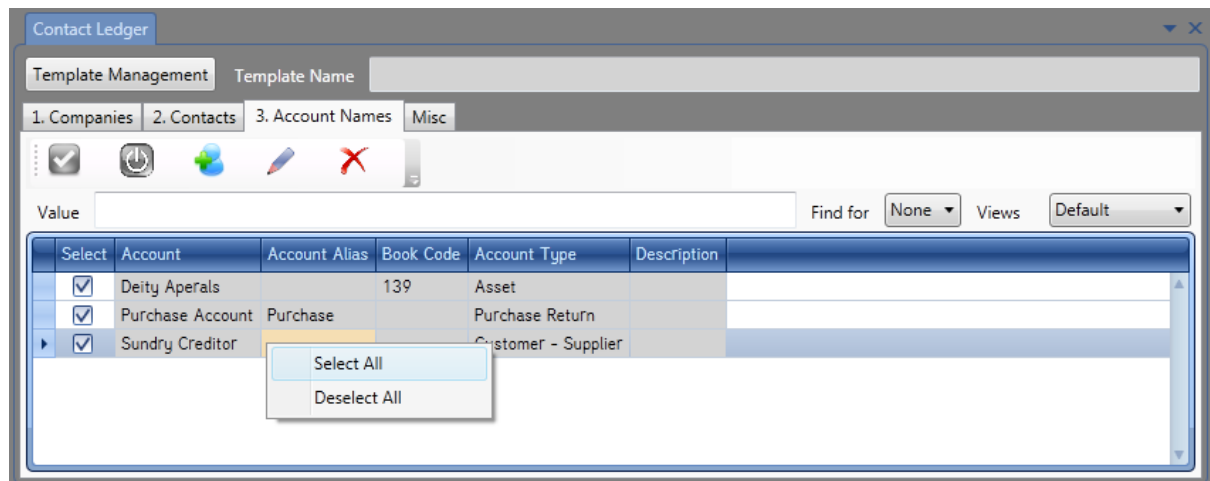 Contact Ledger
Template Management Template Name
1. Companies 2. Contacts 3. Account Names Misc
Value Find for None Views Default
Select Account Account Alias Book Code Account Type Description
Deity Aperals 139 Asset
Purchase Account Purchase Purchase Return
Sundry Creditor Customer - Supplier
Select All
Deselect All